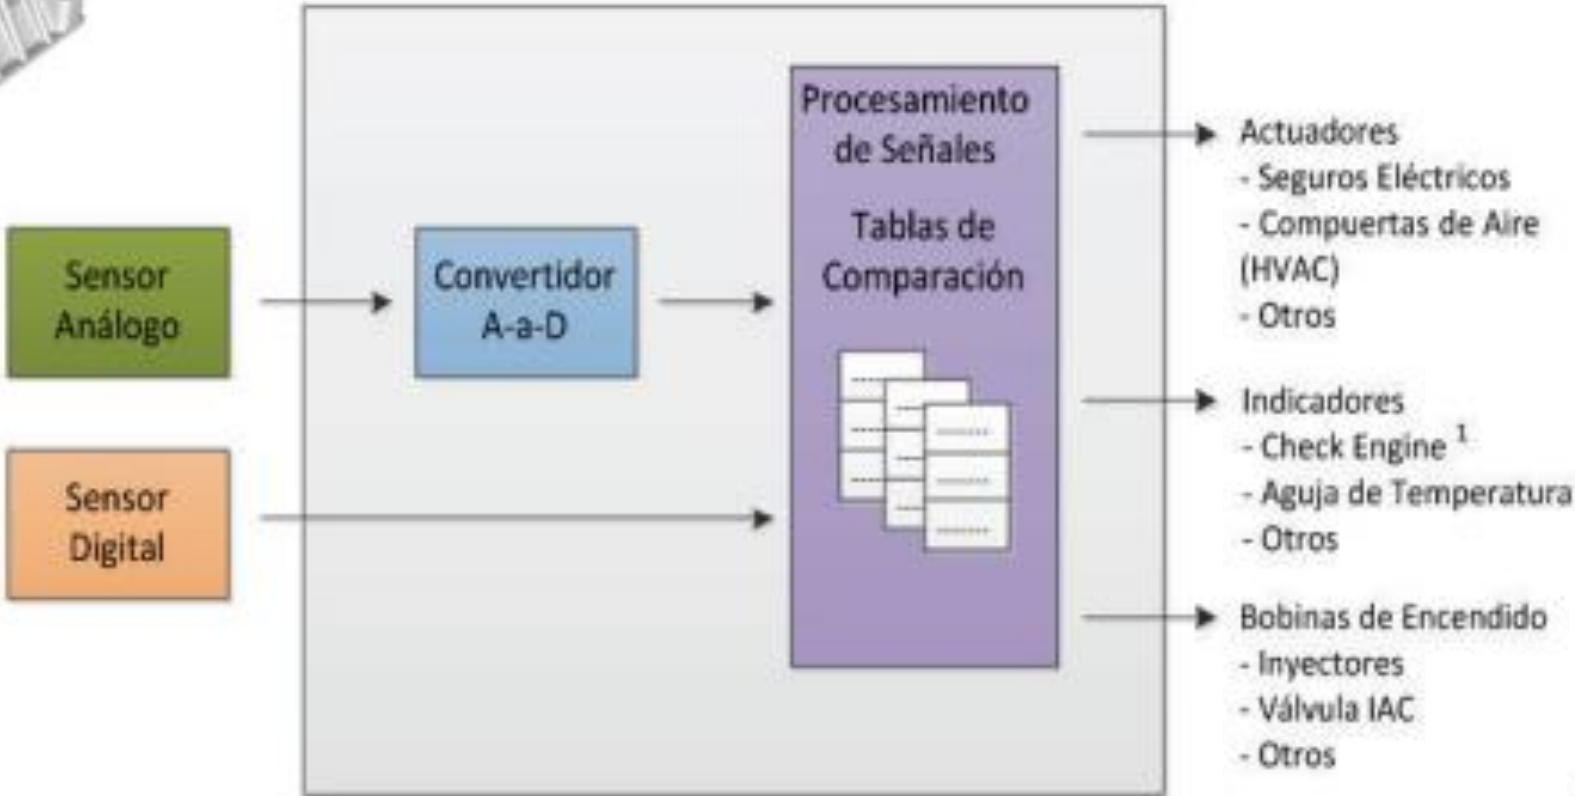 Sensor
Análogo
Sensor
Digital
Convertidor
A-a-D
Procesamiento
de Señales
Tablas de
Comparación
Actuadores
- Seguros Eléctricos
- Compuertas de Aire
(HVAC)
- Otros
Indicadores
- Check Engine ¹
- Aguja de Temperatura
- Otros
Bobinas de Encendido
- Inyectores
- Válvula IAC
- Otros